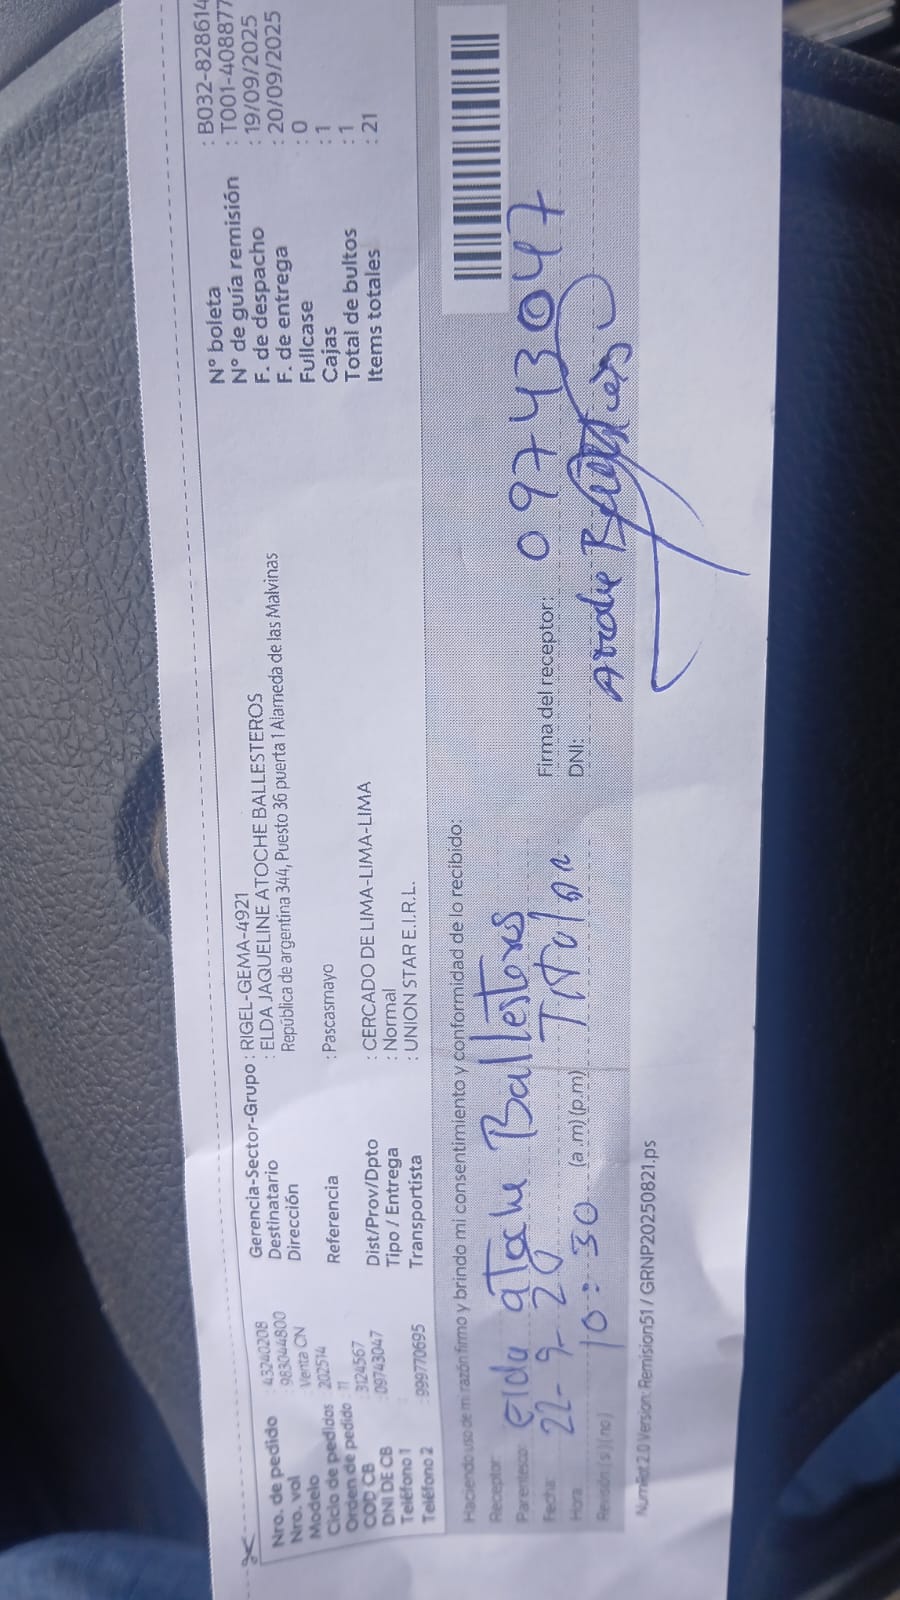 Nro. de pedido : 43240208
Nro. vol : 983044800
Modelo : Venta CN
Ciclo de pedidos : 202514
Orden de pedido : 11
COD CB : 3124567
DNI DE CB : 09743047
Teléfono 1 :
Teléfono 2 : 999770695
Gerencia-Sector-Grupo : RIGEL-GEMA-4921
Destinatario : ELDA JAQUELINE ATOCHE BALLESTEROS
Dirección República de argentina 344, Puesto 36 puerta 1 Alameda de las Malvinas
Referencia : Pascasmayo
Dist/Prov/Dpto : CERCADO DE LIMA-LIMA-LIMA
Tipo / Entrega : Normal
Transportista : UNION STAR E.I.R.L.
N° boleta : B032-828614
N° de guía remisión : T001-408877
F. de despacho : 19/09/2025
F. de entrega : 20/09/2025
Fullcase : 0
Cajas : 1
Total de bultos : 1
Items totales : 21
Haciendo uso de mi razón firmo y brindo mi consentimiento y conformidad de lo recibido:
Receptor: elda atoche Ballesteros
Parentesco: Titular
Fecha: 22-9-20
Hora: 10:30 (a.m) (p.m)
Revisión ( si ) ( no )
Firma del receptor: 09743047
DNI:
Numéra 2.0 Version: Remision51 / GRNP20250821.ps